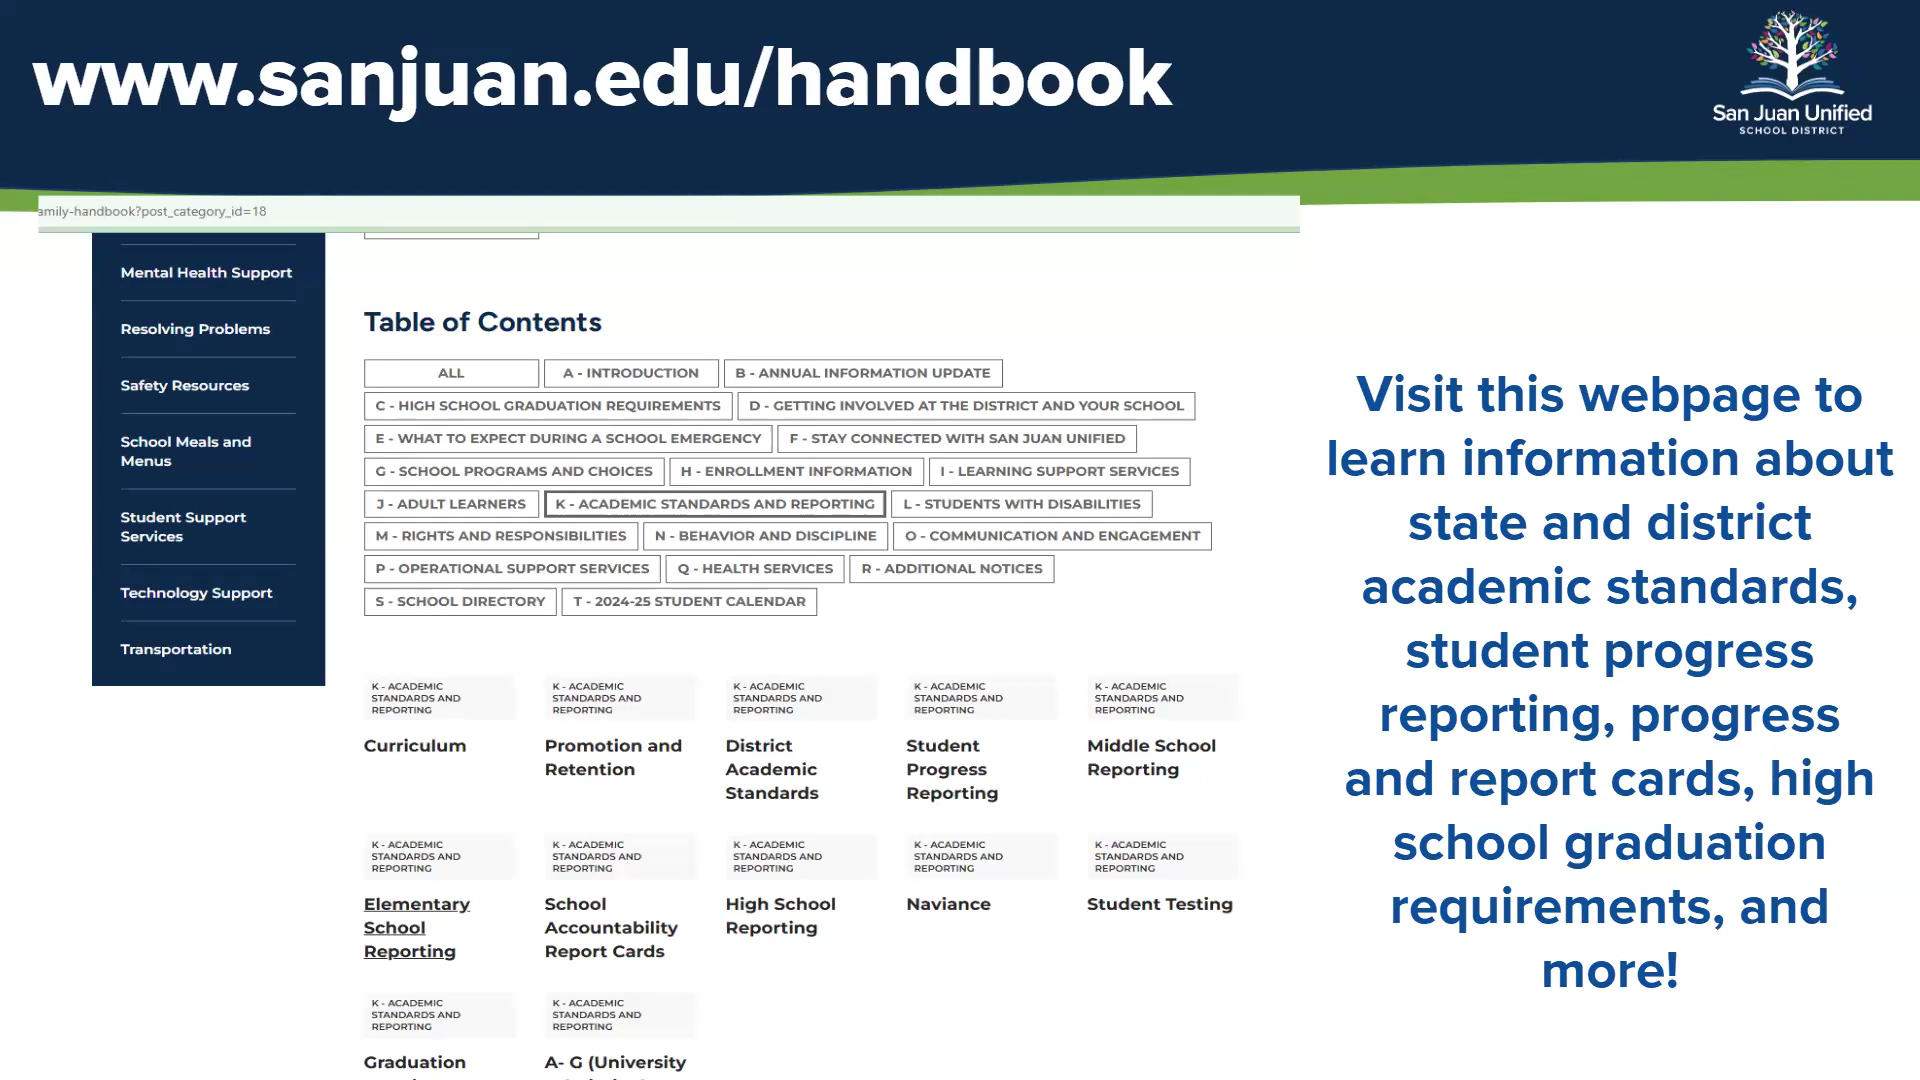 www.sanjuan.edu/handbook
San Juan Unified
SCHOOL DISTRICT
amily-handbook?post_category_id=18
Mental Health Support
Resolving Problems
Safety Resources
School Meals and
Menus
Student Support
Services
Technology Support
Transportation
Table of Contents
ALL
A - INTRODUCTION
B - ANNUAL INFORMATION UPDATE
C - HIGH SCHOOL GRADUATION REQUIREMENTS
D - GETTING INVOLVED AT THE DISTRICT AND YOUR SCHOOL
E - WHAT TO EXPECT DURING A SCHOOL EMERGENCY
F - STAY CONNECTED WITH SAN JUAN UNIFIED
G - SCHOOL PROGRAMS AND CHOICES
H - ENROLLMENT INFORMATION
I - LEARNING SUPPORT SERVICES
J - ADULT LEARNERS
K - ACADEMIC STANDARDS AND REPORTING
L - STUDENTS WITH DISABILITIES
M - RIGHTS AND RESPONSIBILITIES
N - BEHAVIOR AND DISCIPLINE
O - COMMUNICATION AND ENGAGEMENT
P - OPERATIONAL SUPPORT SERVICES
Q - HEALTH SERVICES
R - ADDITIONAL NOTICES
S - SCHOOL DIRECTORY
T - 2024-25 STUDENT CALENDAR
K - ACADEMIC
STANDARDS AND
REPORTING
Curriculum
K - ACADEMIC
STANDARDS AND
REPORTING
Promotion and
Retention
K - ACADEMIC
STANDARDS AND
REPORTING
District
Academic
Standards
K - ACADEMIC
STANDARDS AND
REPORTING
Student
Progress
Reporting
K - ACADEMIC
STANDARDS AND
REPORTING
Middle School
Reporting
K - ACADEMIC
STANDARDS AND
REPORTING
Elementary
School
Reporting
K - ACADEMIC
STANDARDS AND
REPORTING
School
Accountability
Report Cards
K - ACADEMIC
STANDARDS AND
REPORTING
High School
Reporting
K - ACADEMIC
STANDARDS AND
REPORTING
Naviance
K - ACADEMIC
STANDARDS AND
REPORTING
Student Testing
K - ACADEMIC
STANDARDS AND
REPORTING
Graduation
K - ACADEMIC
STANDARDS AND
REPORTING
A- G (University
Visit this webpage to
learn information about
state and district
academic standards,
student progress
reporting, progress
and report cards, high
school graduation
requirements, and
more!